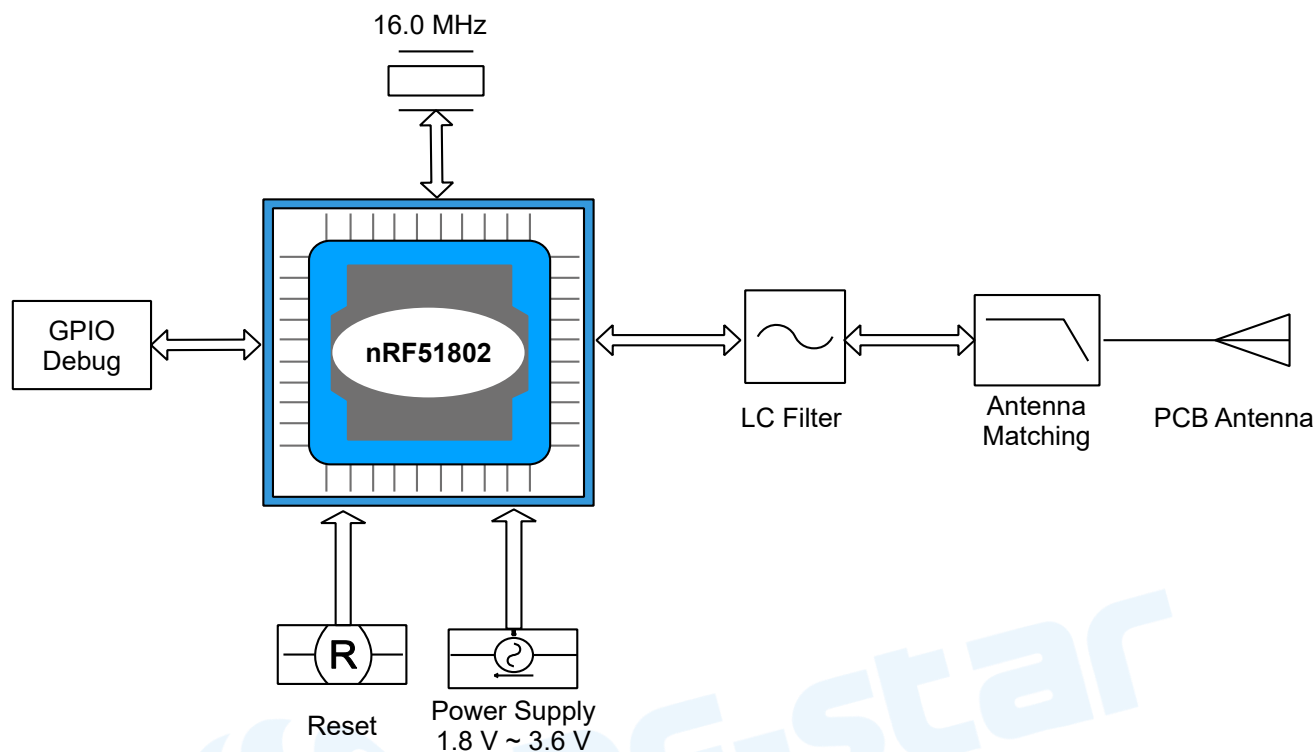 16.0 MHz
GPIO
Debug
nRF51802
LC Filter
Antenna
Matching
PCB Antenna
R
Reset
Power Supply
1.8 V ~ 3.6 V
-star